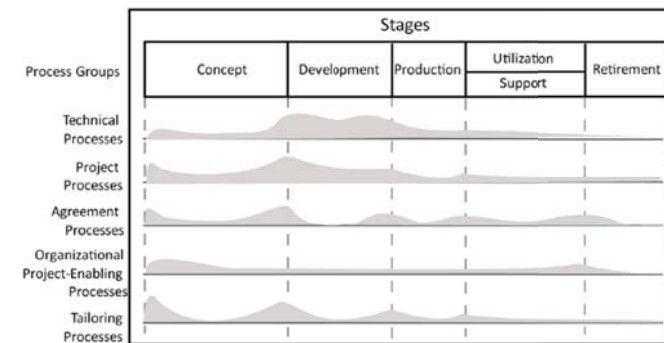 Stages
Process Groups
Concept
Development
Production
Utilization
Support
Retirement
Technical
Processes
Project
Processes
Agreement
Processes
Organizational
Project-Enabling
Processes
Tailoring
Processes